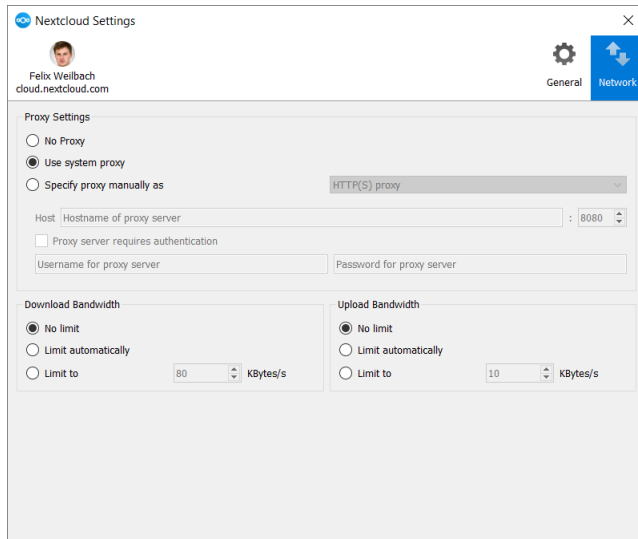 Nextcloud Settings
Felix Weilbach
cloud.nextcloud.com
General
Network
Proxy Settings
No Proxy
Use system proxy
Specify proxy manually as
HTTP(S) proxy
Host Hostname of proxy server : 8080
Proxy server requires authentication
Username for proxy server Password for proxy server
Download Bandwidth
No limit
Limit automatically
Limit to 80 KBytes/s
Upload Bandwidth
No limit
Limit automatically
Limit to 10 KBytes/s